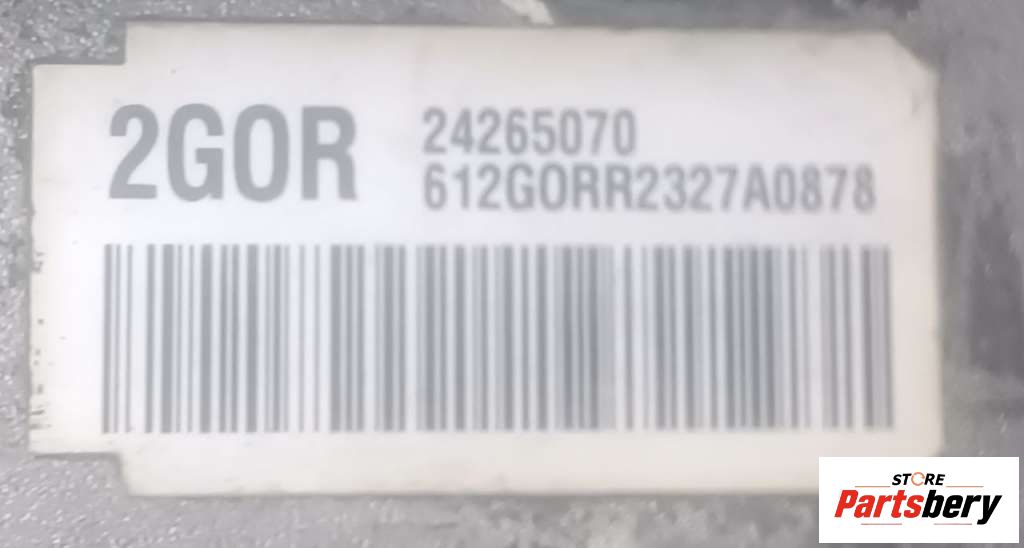 2GOR
24265070
612GORR2327A0878
STORE
Partsbery